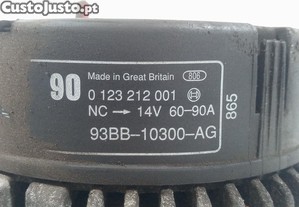 CustoJusto.pt
90
Made in Great Britain
806
0 123 212 001
NC → 14V 60-90A
93BB-10300-AG
865